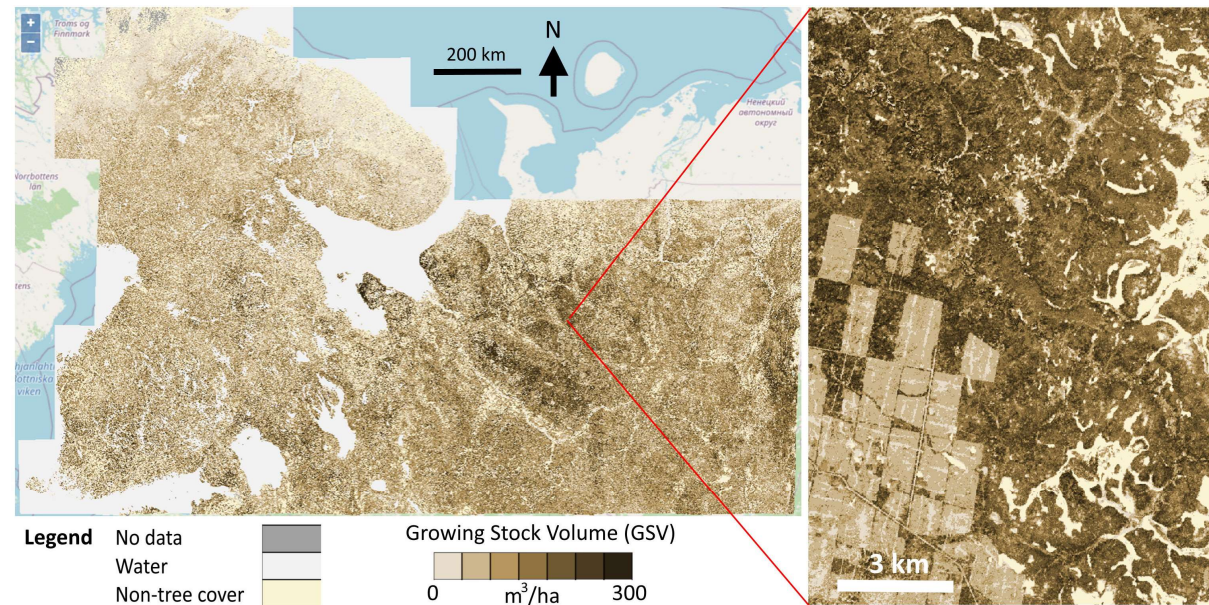 +
−
Troms og
Finnmark
200 km
N
Ненецкий
автономный
округ
Norrbottens
län
tens
hjanlahti
ottniska
viken
3 km
Legend
No data
Water
Non-tree cover
Growing Stock Volume (GSV)
0 m³/ha 300